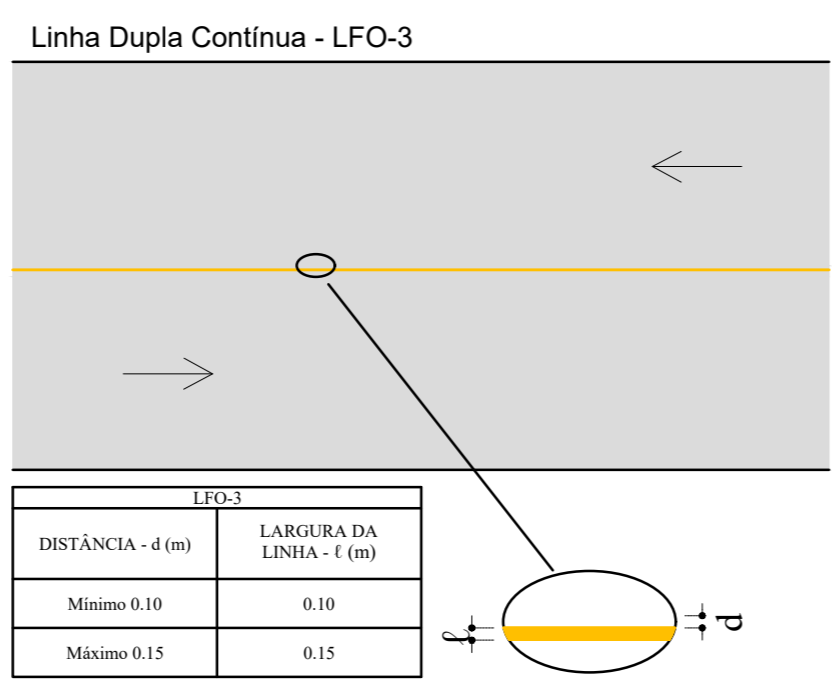 Linha Dupla Contínua - LFO-3
LFO-3
DISTÂNCIA - d (m)
LARGURA DA
LINHA - ℓ (m)
Mínimo 0.10
0.10
Máximo 0.15
0.15
ℓ
d